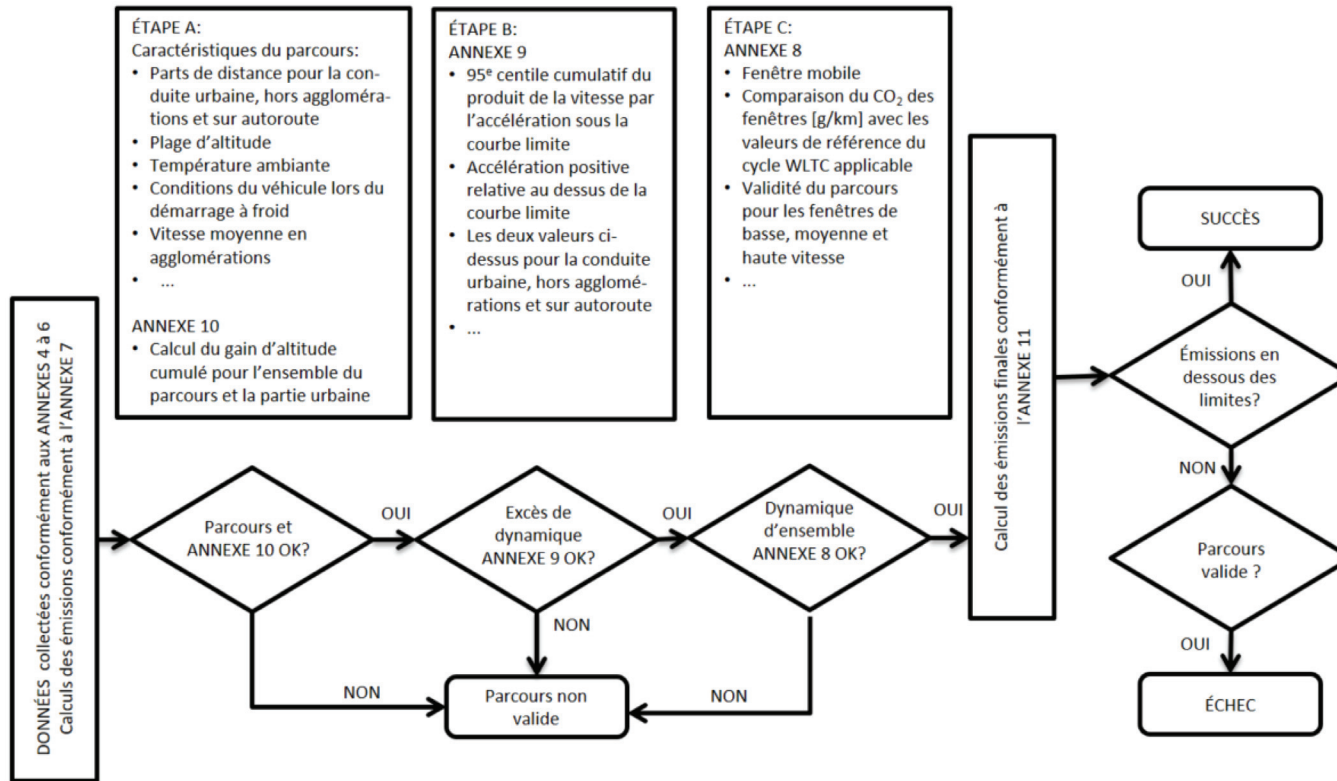 ÉTAPE A:
Caractéristiques du parcours:
• Parts de distance pour la con-
duite urbaine, hors aggloméra-
tions et sur autoroute
• Plage d'altitude
• Température ambiante
• Conditions du véhicule lors du
démarrage à froid
• Vitesse moyenne en
agglomérations
• ...
ANNEXE 10
• Calcul du gain d'altitude
cumulé pour l'ensemble du
parcours et la partie urbaine
ÉTAPE B:
ANNEXE 9
• 95e centile cumulatif du
produit de la vitesse par
l'accélération sous la
courbe limite
• Accélération positive
relative au dessus de la
courbe limite
• Les deux valeurs ci-
dessus pour la conduite
urbaine, hors agglomé-
rations et sur autoroute
• ...
ÉTAPE C:
ANNEXE 8
• Fenêtre mobile
• Comparaison du CO2 des
fenêtres [g/km] avec les
valeurs de référence du
cycle WLTC applicable
• Validité du parcours
pour les fenêtres de
basse, moyenne et
haute vitesse
• ...
DONNÉES collectées conformément aux ANNEXES 4 à 6
Calculs des émissions conformément à l'ANNEXE 7
Parcours et
ANNEXE 10 OK?
OUI
NON
Excès de
dynamique
ANNEXE 9 OK?
OUI
NON
Dynamique
d'ensemble
ANNEXE 8 OK?
OUI
NON
Parcours non
valide
Calcul des émissions finales conformément à
l'ANNEXE 11
SUCCÈS
OUI
Émissions en
dessous des
limites?
NON
Parcours
valide ?
OUI
ÉCHEC